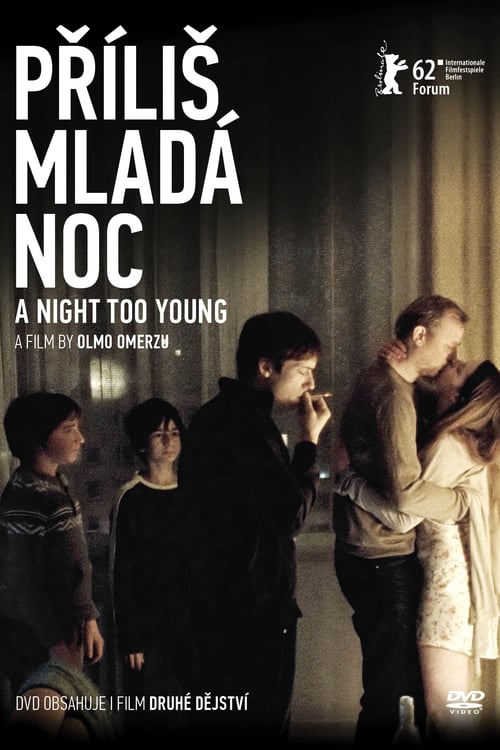 PŘÍLIŠ
MLADÁ
NOC
A NIGHT TOO YOUNG
A FILM BY OLMO OMERZU
Berlinale
62
Internationale
Filmfestspiele
Berlin
Forum
DVD OBSAHUJE I FILM DRUHÉ DĚJSTVÍ
DVD
VIDEO